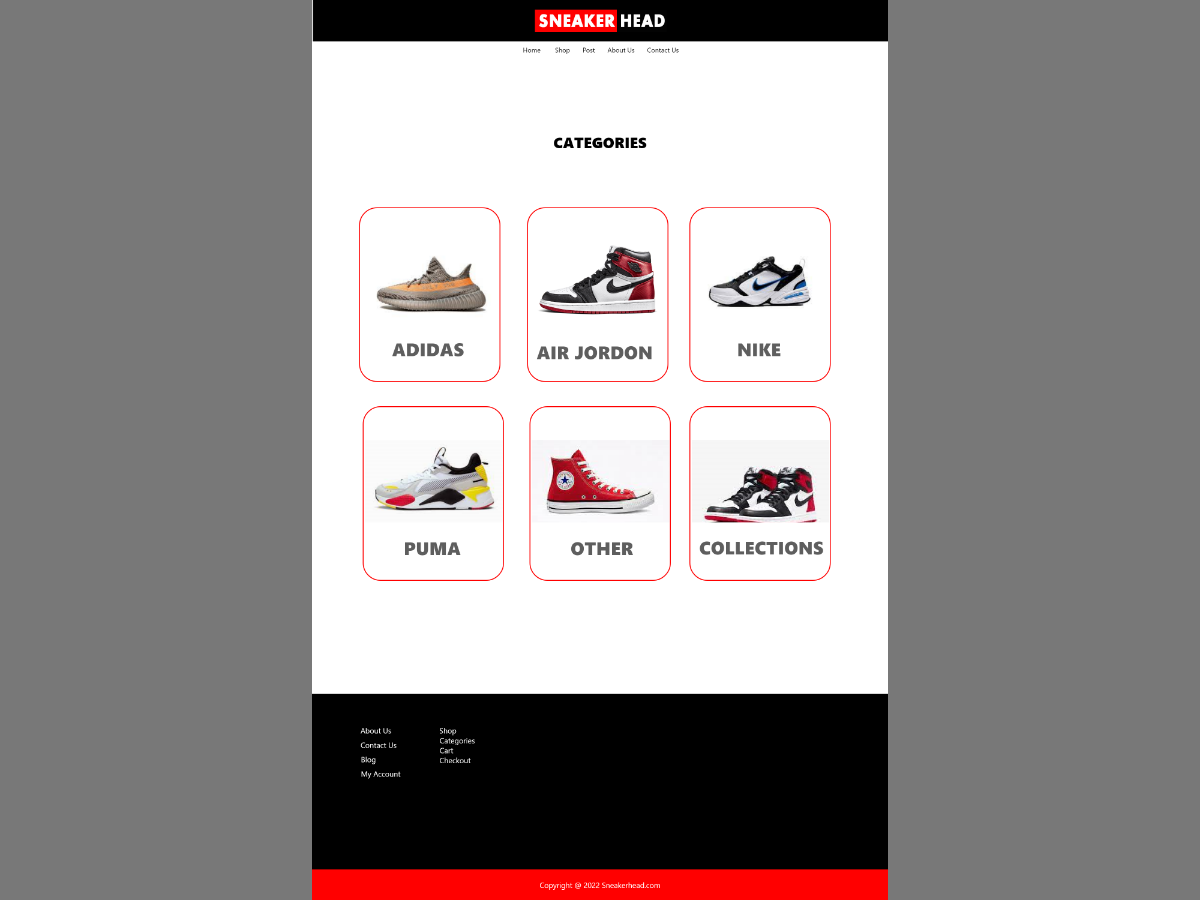 SNEAKER HEAD
Home Shop Post About Us Contact Us
CATEGORIES
ADIDAS
AIR JORDON
NIKE
PUMA
OTHER
COLLECTIONS
About Us
Contact Us
Blog
My Account
Shop
Categories
Cart
Checkout
Copyright @ 2022 Sneakerhead.com